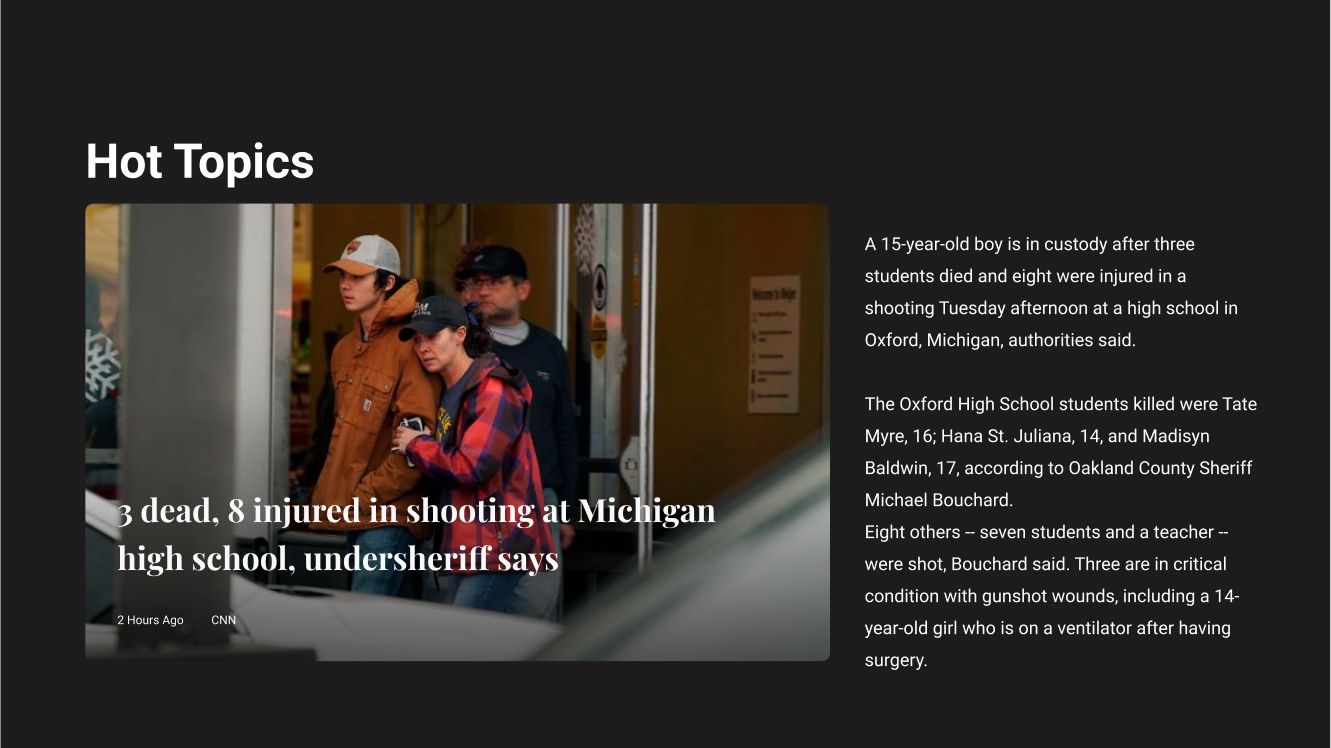 Hot Topics
Welcome to Meijer
3 dead, 8 injured in shooting at Michigan
high school, undersheriff says
2 Hours Ago CNN
A 15-year-old boy is in custody after three
students died and eight were injured in a
shooting Tuesday afternoon at a high school in
Oxford, Michigan, authorities said.
The Oxford High School students killed were Tate
Myre, 16; Hana St. Juliana, 14, and Madisyn
Baldwin, 17, according to Oakland County Sheriff
Michael Bouchard.
Eight others -- seven students and a teacher --
were shot, Bouchard said. Three are in critical
condition with gunshot wounds, including a 14-
year-old girl who is on a ventilator after having
surgery.